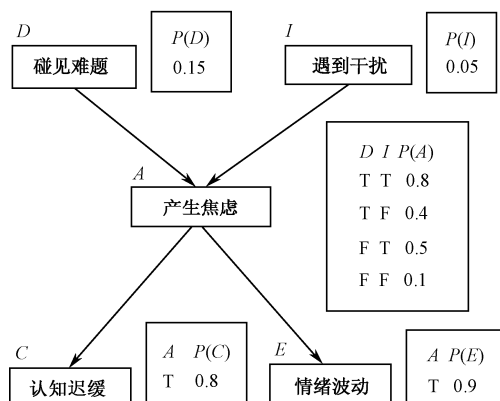 D
P(D)
0.15
碰见难题
I
P(I)
0.05
遇到干扰
A
产生焦虑
D I P(A)
T T 0.8
T F 0.4
F T 0.5
F F 0.1
C
认知迟缓
A P(C)
T 0.8
E
情绪波动
A P(E)
T 0.9